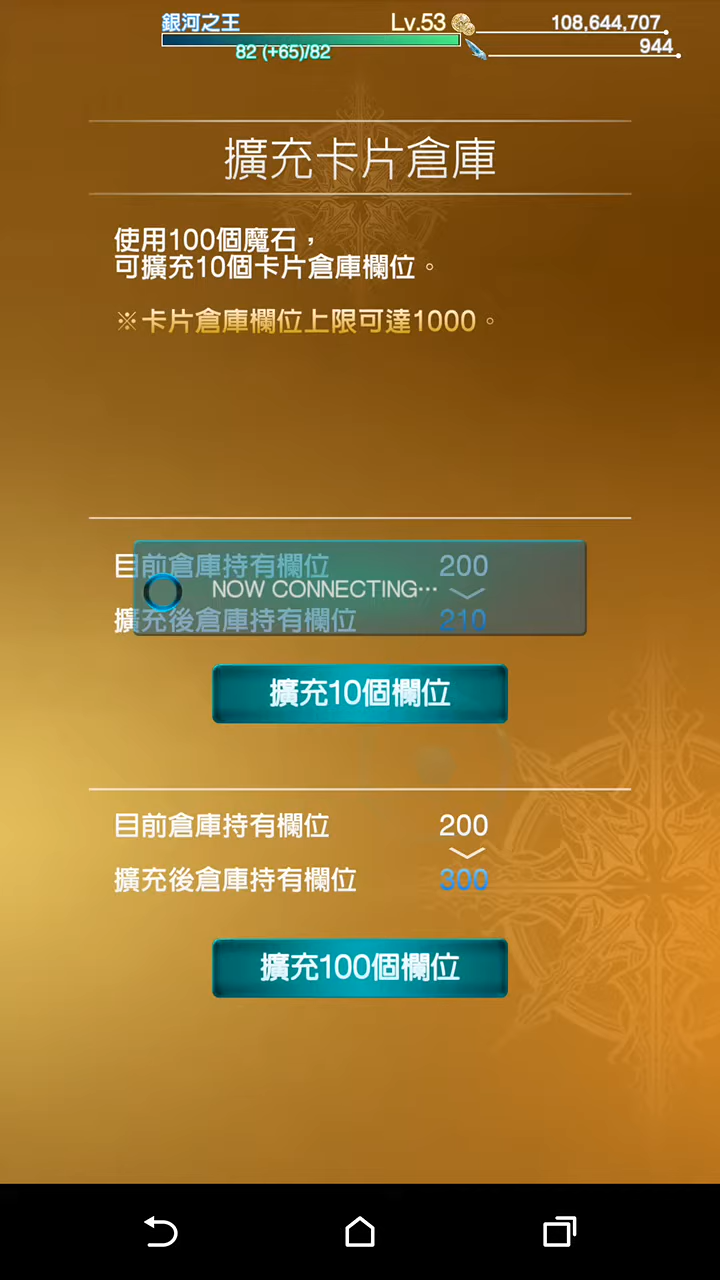 銀河之王
Lv.53
108,644,707
82 (+65)/82
944
擴充卡片倉庫
使用100個魔石，
可擴充10個卡片倉庫欄位。
※卡片倉庫欄位上限可達1000。
目前倉庫持有欄位 200
NOW CONNECTING…
擴充後倉庫持有欄位 210
擴充10個欄位
目前倉庫持有欄位 200
擴充後倉庫持有欄位 300
擴充100個欄位